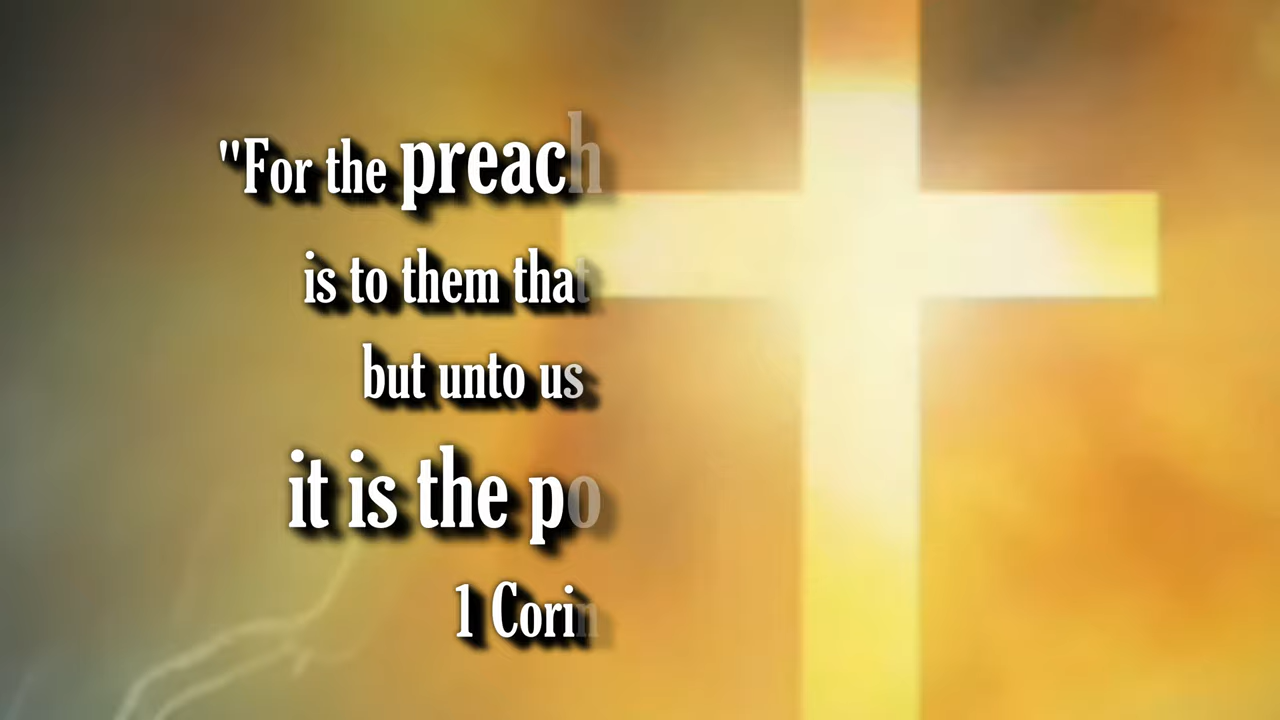 "For the preach
is to them that
but unto us
it is the po
1 Corin